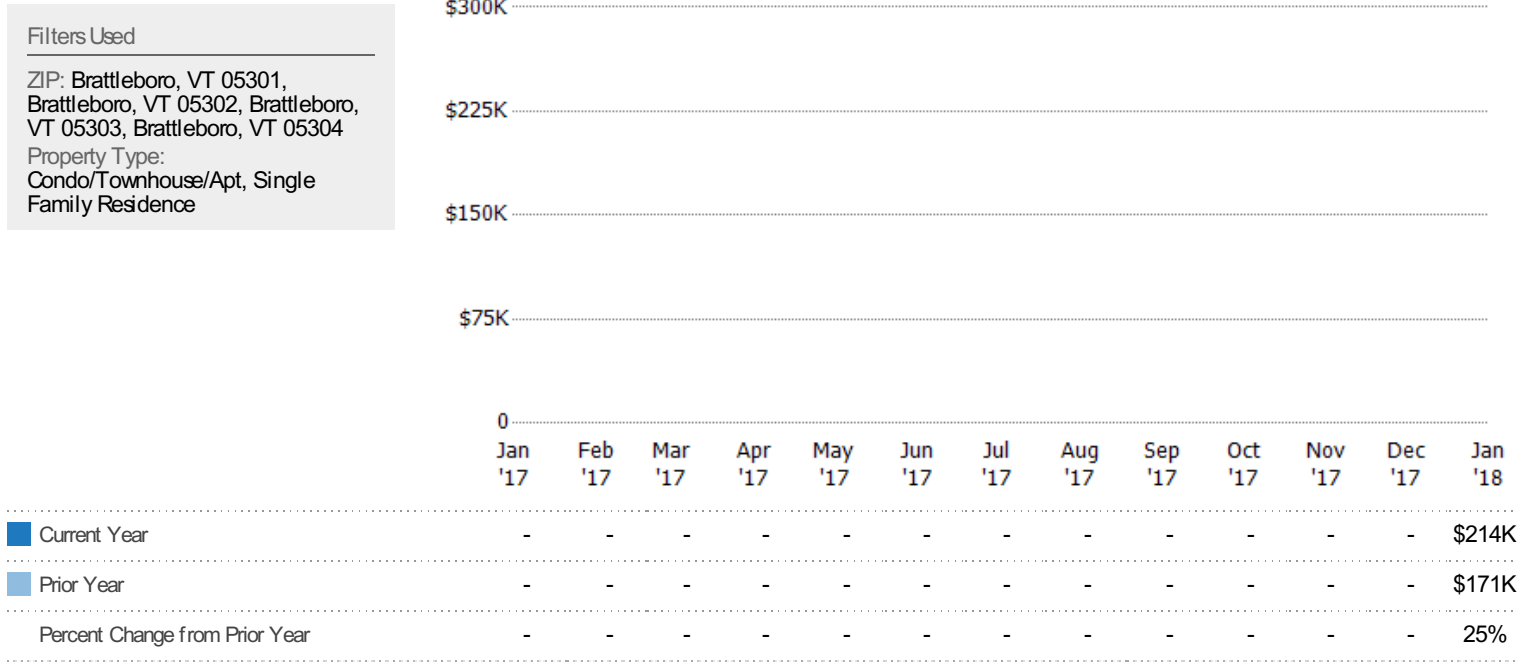 Filters Used
ZIP: Brattleboro, VT 05301,
Brattleboro, VT 05302, Brattleboro,
VT 05303, Brattleboro, VT 05304
Property Type:
Condo/Townhouse/Apt, Single
Family Residence
$300K
$225K
$150K
$75K
0
Jan Feb Mar Apr May Jun Jul Aug Sep Oct Nov Dec Jan
'17 '17 '17 '17 '17 '17 '17 '17 '17 '17 '17 '17 '18
Current Year - - - - - - - - - - - - $214K
Prior Year - - - - - - - - - - - - $171K
Percent Change from Prior Year - - - - - - - - - - - - 25%